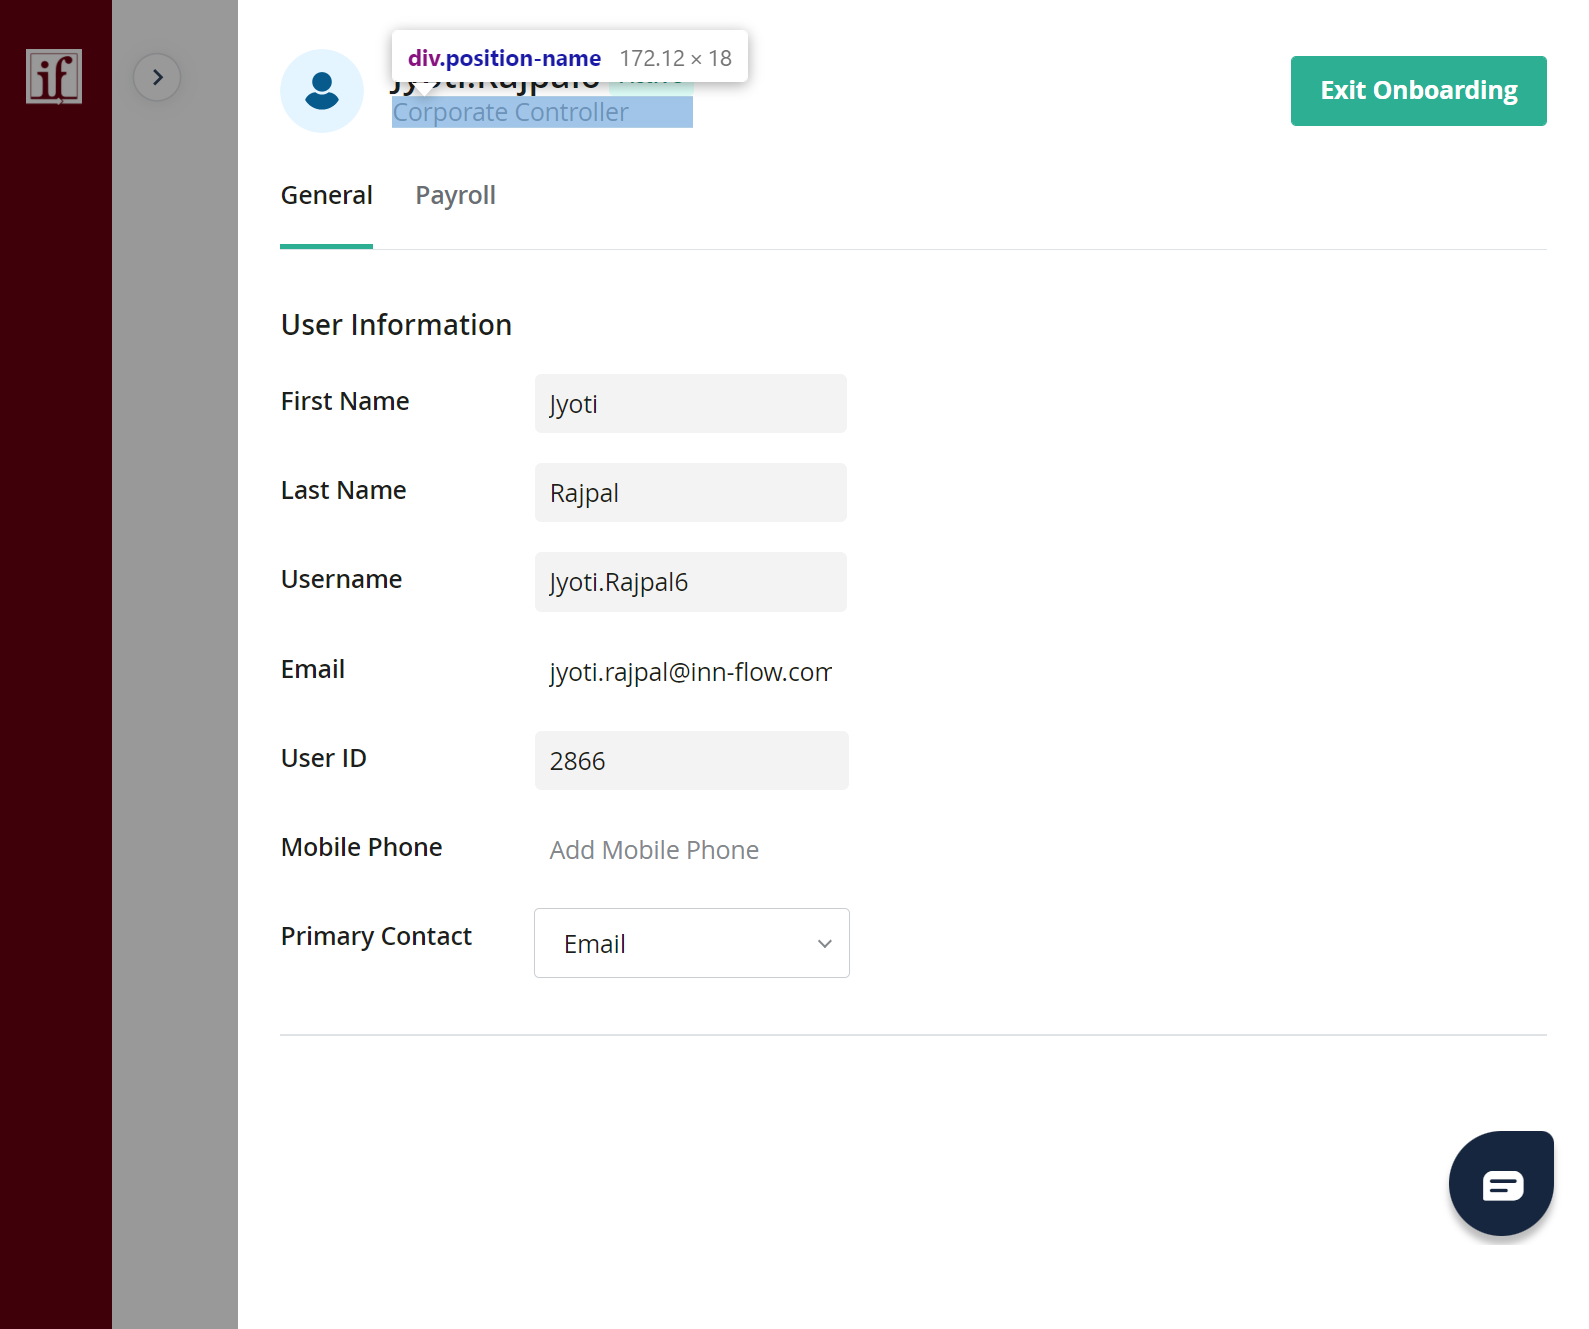 if
div.position-name 172.12 × 18
Corporate Controller
Exit Onboarding
General Payroll
User Information
First Name Jyoti
Last Name Rajpal
Username Jyoti.Rajpal6
Email jyoti.rajpal@inn-flow.com
User ID 2866
Mobile Phone Add Mobile Phone
Primary Contact Email